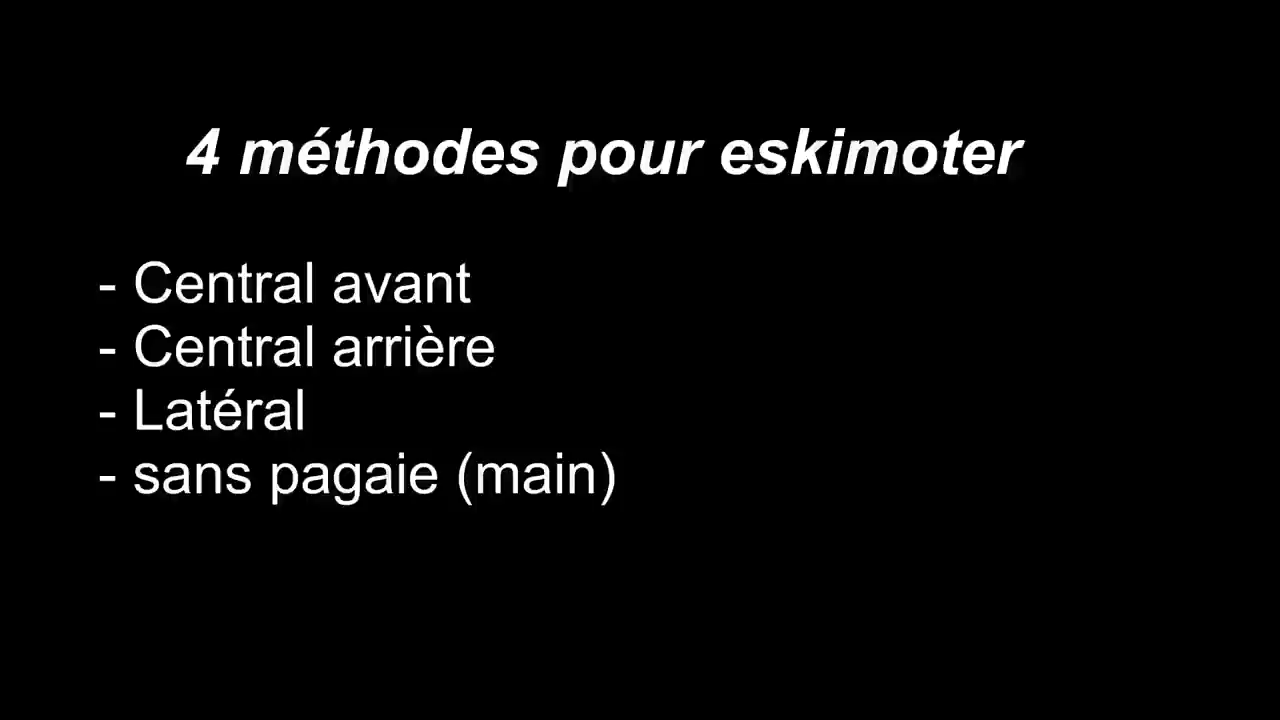 4 méthodes pour eskimoter
- Central avant
- Central arrière
- Latéral
- sans pagaie (main)